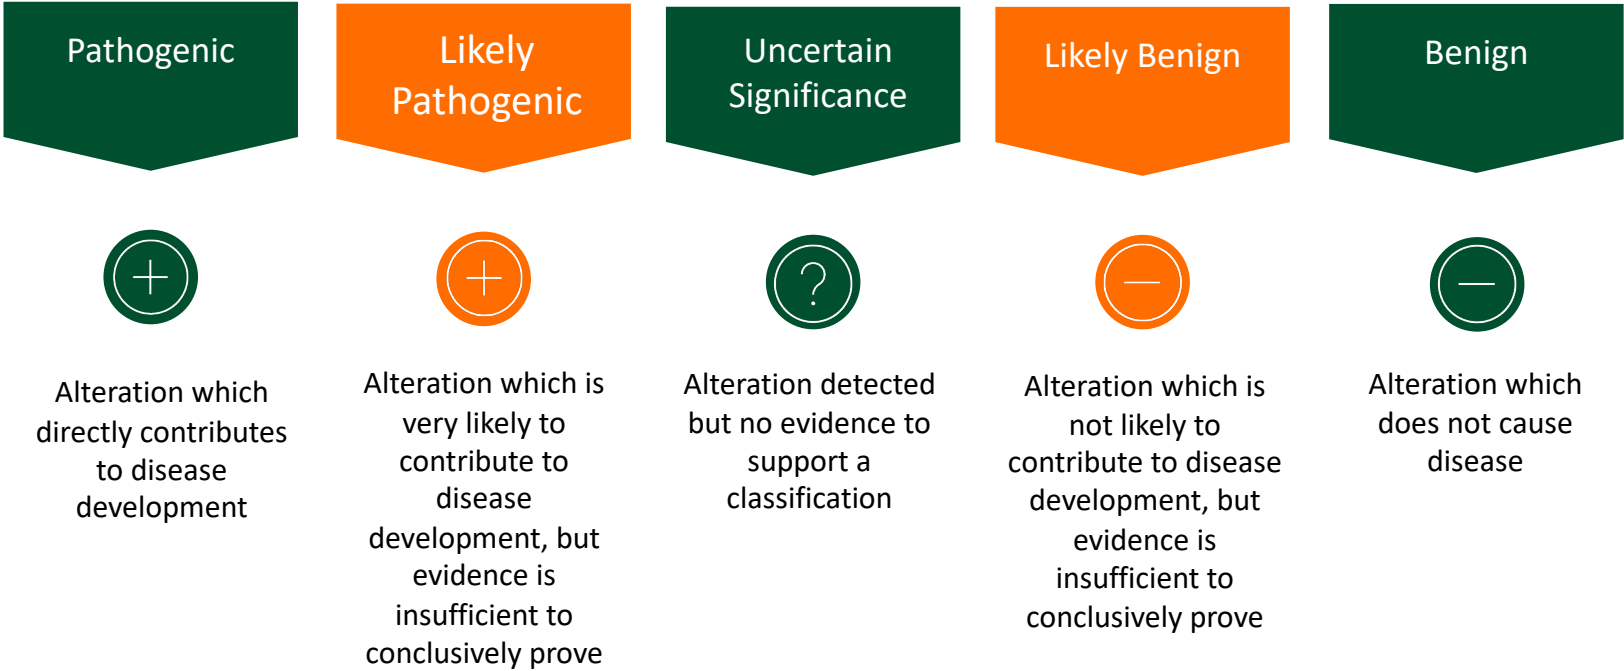 Pathogenic
Likely
Pathogenic
Uncertain
Significance
Likely Benign
Benign
?
Alteration which
directly contributes
to disease
development
Alteration which is
very likely to
contribute to
disease
development, but
evidence is
insufficient to
conclusively prove
Alteration detected
but no evidence to
support a
classification
Alteration which is
not likely to
contribute to disease
development, but
evidence is
insufficient to
conclusively prove
Alteration which
does not cause
disease